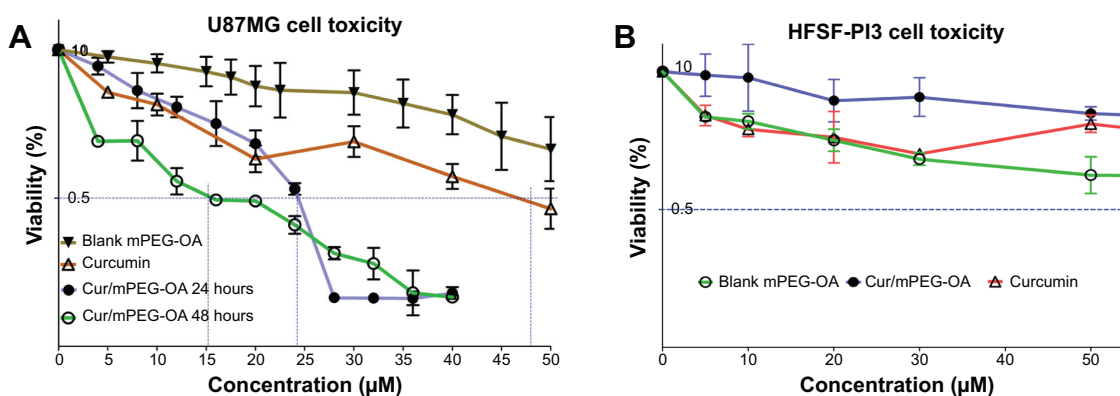 A
U87MG cell toxicity
10
0.5
Viability (%)
Blank mPEG-OA
Curcumin
Cur/mPEG-OA 24 hours
Cur/mPEG-OA 48 hours
0 5 10 15 20 25 30 35 40 45 50
Concentration (µM)
B
HFSF-PI3 cell toxicity
10
0.5
Viability (%)
Blank mPEG-OA Cur/mPEG-OA Curcumin
0 10 20 30 40 50
Concentration (µM)